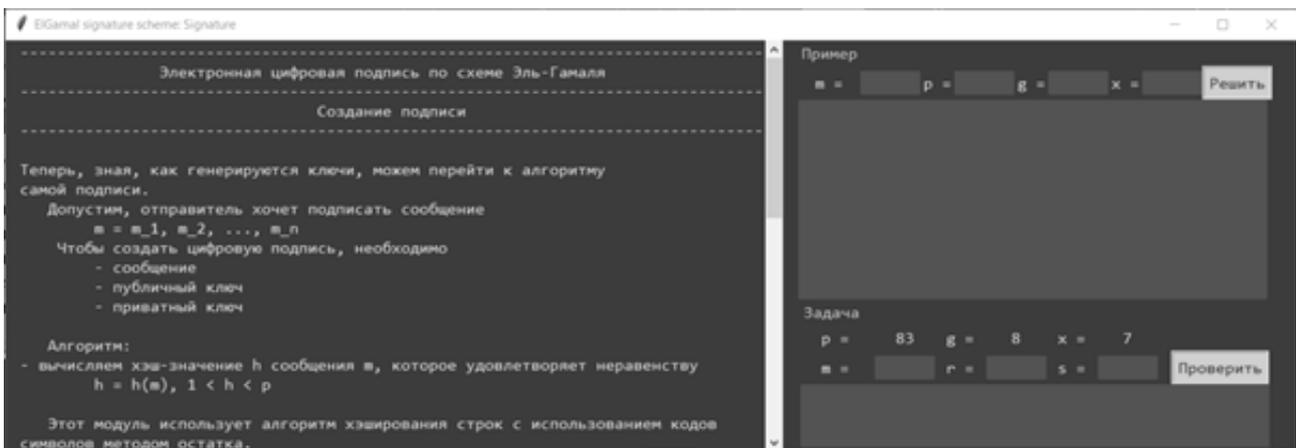 ElGamal signature scheme: Signature
--------------------------------------------------------------------------------
Электронная цифровая подпись по схеме Эль-Гамаля
--------------------------------------------------------------------------------
Создание подписи
--------------------------------------------------------------------------------
Теперь, зная, как генерируются ключи, можем перейти к алгоритму
самой подписи.
Допустим, отправитель хочет подписать сообщение
m = m_1, m_2, ..., m_n
Чтобы создать цифровую подпись, необходимо
- сообщение
- публичный ключ
- приватный ключ
Алгоритм:
- вычисляем хэш-значение h сообщения m, которое удовлетворяет неравенству
h = h(m), 1 < h < p
Этот модуль использует алгоритм хэширования строк с использованием кодов
символов методом остатка.
Пример
m = p = g = x = Решить
Задача
p = 83 g = 8 x = 7
m = r = s = Проверить